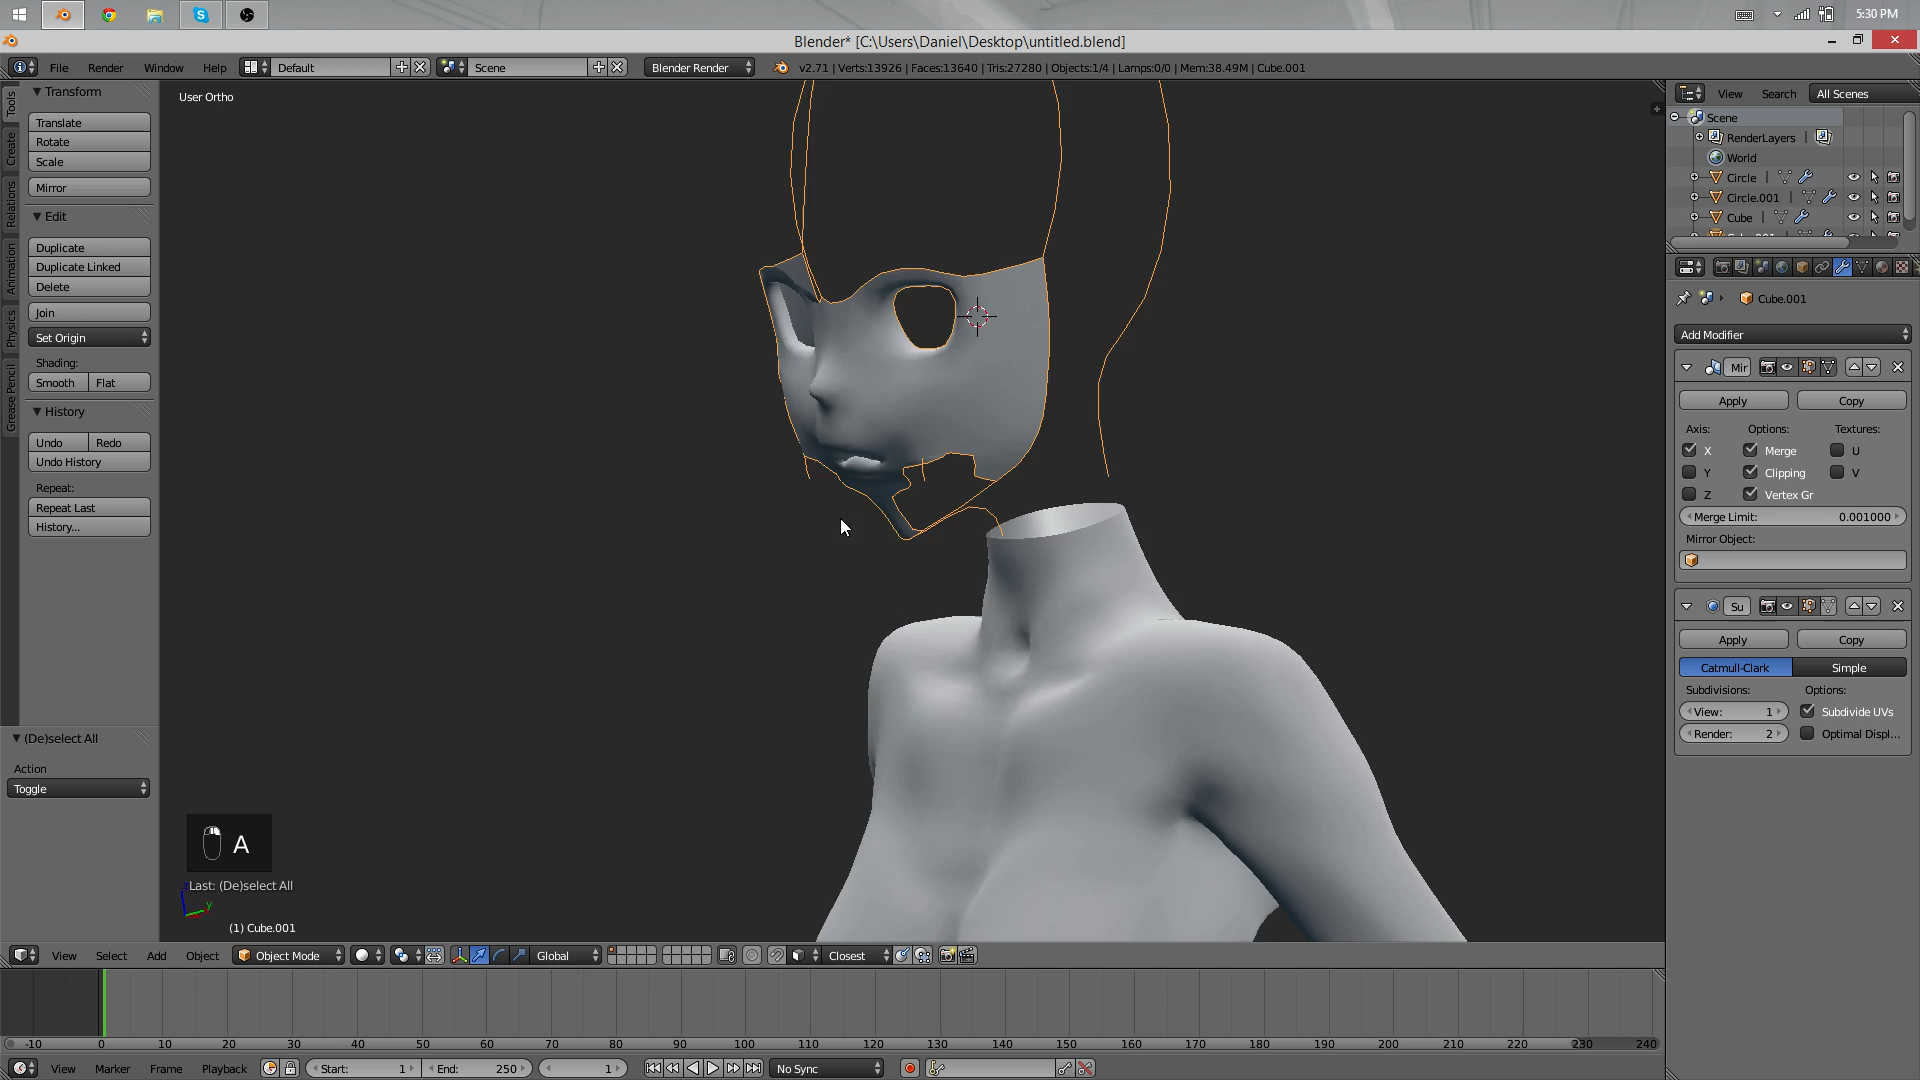 5:30 PM
Blender* [C:\Users\Daniel\Desktop\untitled.blend]
File Render Window Help Default Scene Blender Render v2.71 | Verts:13926 | Faces:13640 | Tris:27280 | Objects:1/4 | Lamps:0/0 | Mem:38.49M | Cube.001
Tools
Create
Relations
Animation
Physics
Grease Pencil
Transform
Translate
Rotate
Scale
Mirror
Edit
Duplicate
Duplicate Linked
Delete
Join
Set Origin
Shading:
Smooth Flat
History
Undo Redo
Undo History
Repeat:
Repeat Last
History...
(De)select All
Action
Toggle
User Ortho
A
Last: (De)select All
y
(1) Cube.001
View Search All Scenes
Scene
RenderLayers |
World
Circle |
Circle.001 |
Cube |
Cube.001
Add Modifier
Mir
Apply Copy
Axis: Options: Textures:
X Merge U
Y Clipping V
Z Vertex Gr
Merge Limit: 0.001000
Mirror Object:
Su
Apply Copy
Catmull-Clark Simple
Subdivisions: Options:
View: 1 Subdivide UVs
Render: 2 Optimal Displ...
View Select Add Object Object Mode Global Closest
-10 0 10 20 30 40 50 60 70 80 90 100 110 120 130 140 150 160 170 180 190 200 210 220 230 240
View Marker Frame Playback Start: 1 End: 250 1 No Sync